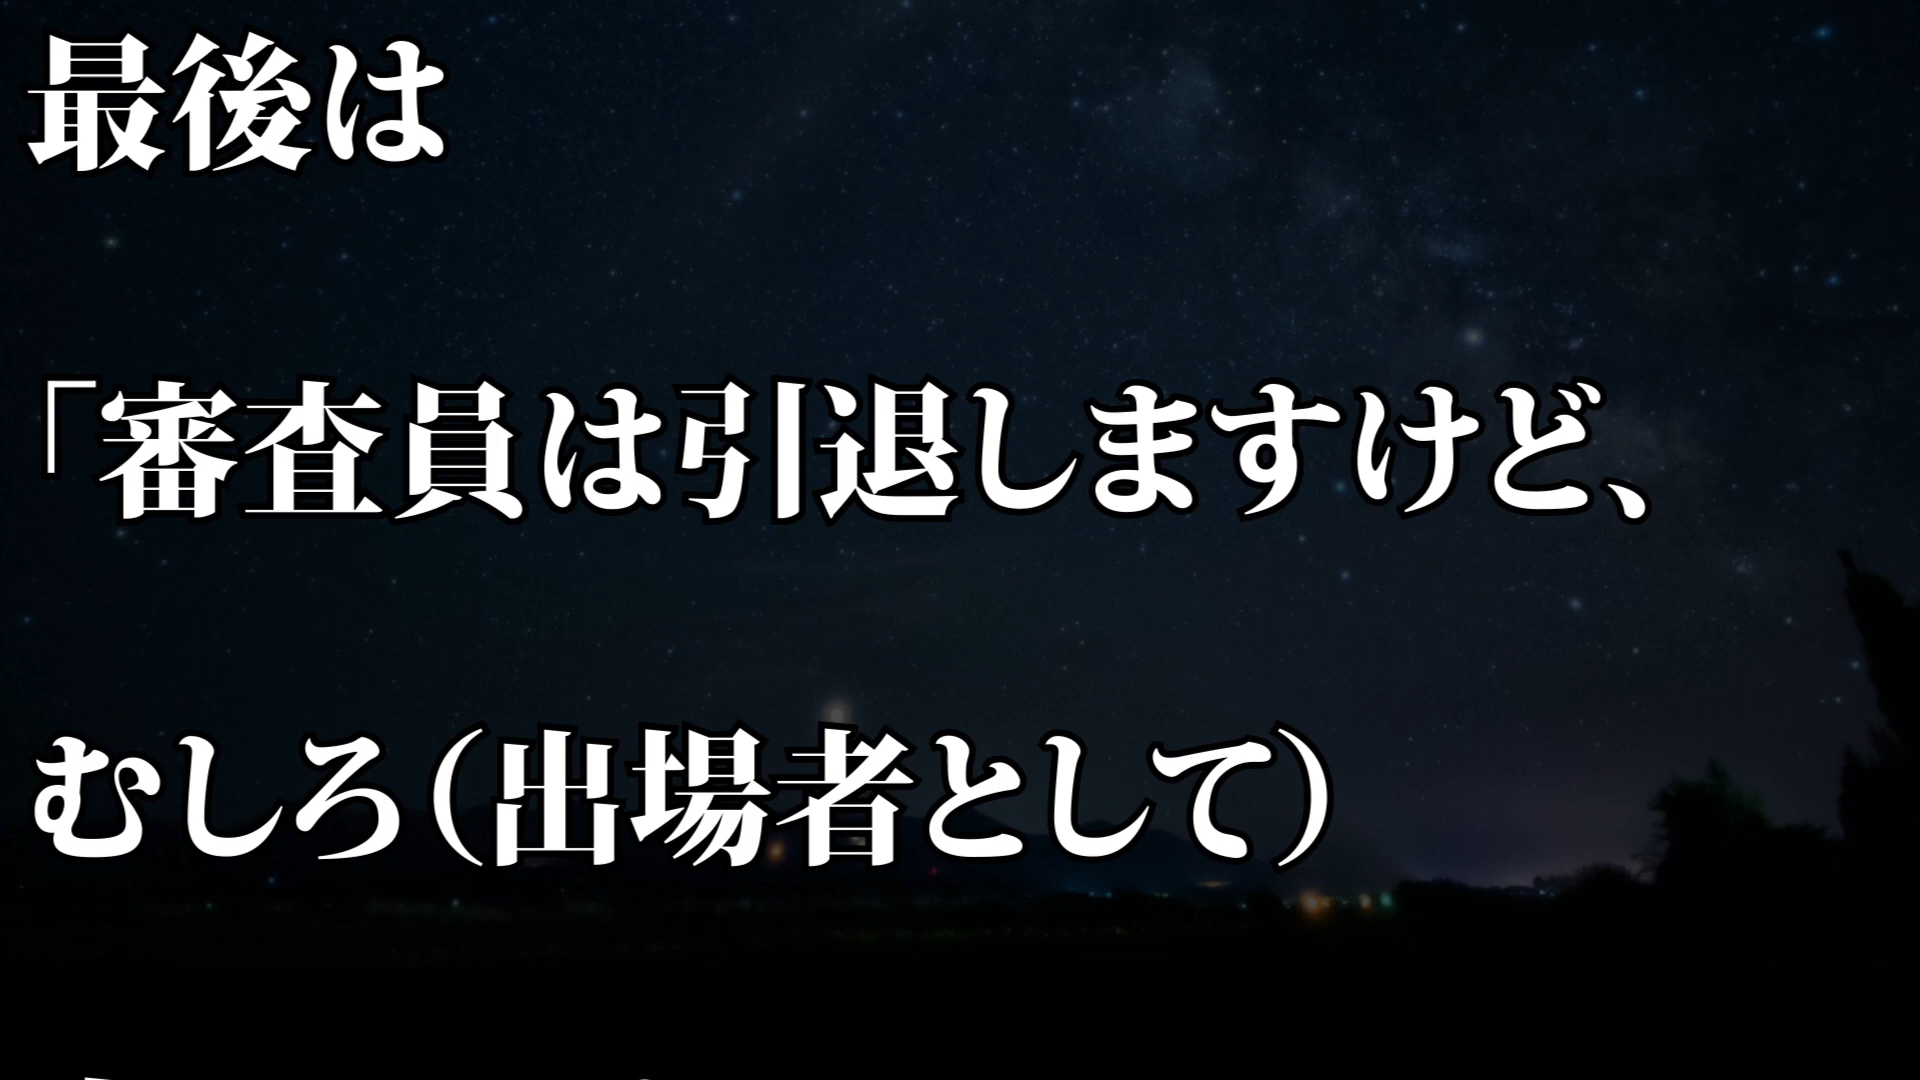 最後は
「審査員は引退しますけど、
むしろ(出場者として)